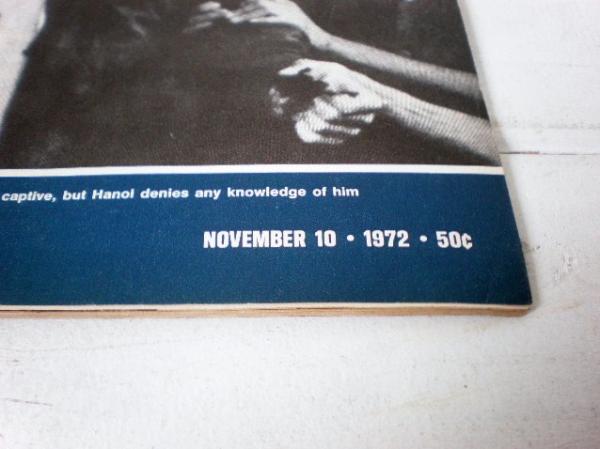 captive, but Hanoi denies any knowledge of him
NOVEMBER 10 • 1972 • 50¢